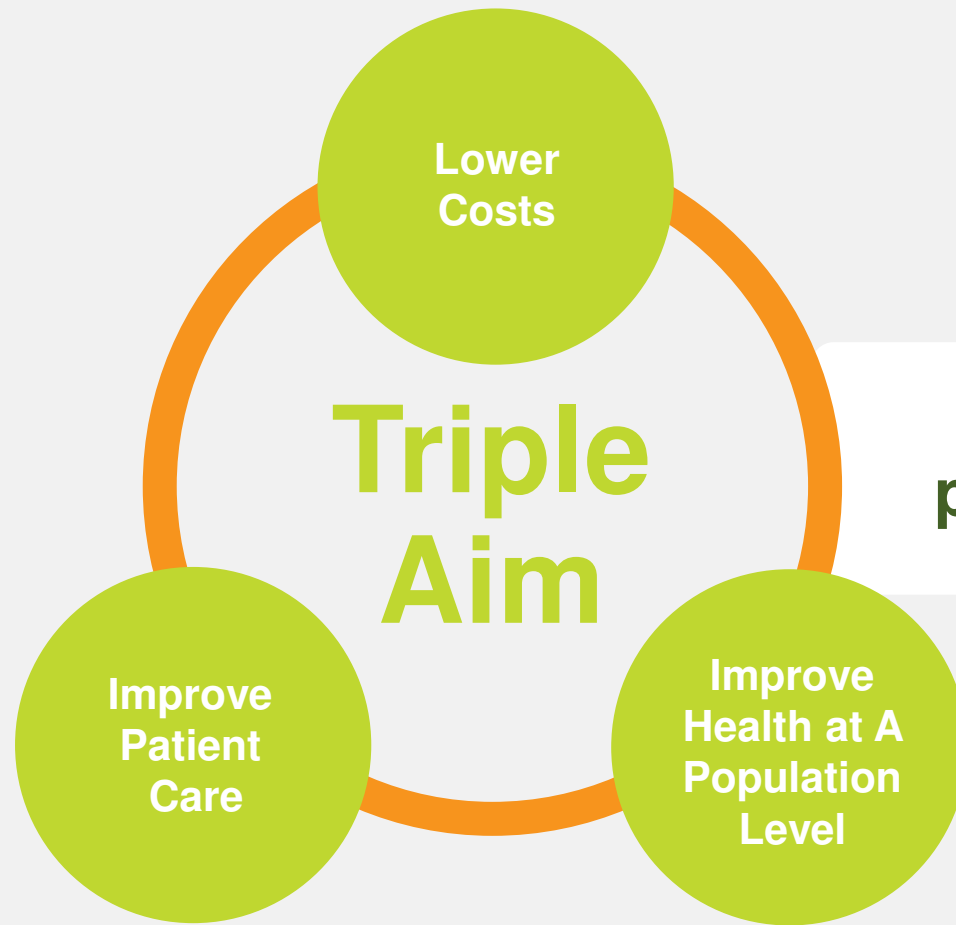 Lower
Costs
Triple
Aim
Improve
Patient
Care
Improve
Health at A
Population
Level